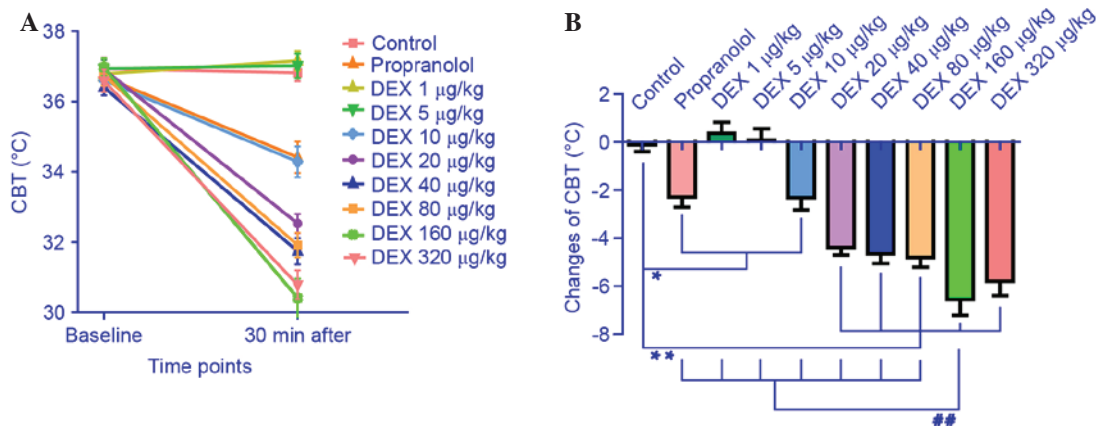 A
CBT (°C)
38
36
34
32
30
Baseline
30 min after
Time points
Control
Propranolol
DEX 1 μg/kg
DEX 5 μg/kg
DEX 10 μg/kg
DEX 20 μg/kg
DEX 40 μg/kg
DEX 80 μg/kg
DEX 160 μg/kg
DEX 320 μg/kg
B
Control
Propranolol
DEX 1 μg/kg
DEX 5 μg/kg
DEX 10 μg/kg
DEX 20 μg/kg
DEX 40 μg/kg
DEX 80 μg/kg
DEX 160 μg/kg
DEX 320 μg/kg
Changes of CBT (°C)
2
0
-2
-4
-6
-8
*
**
##